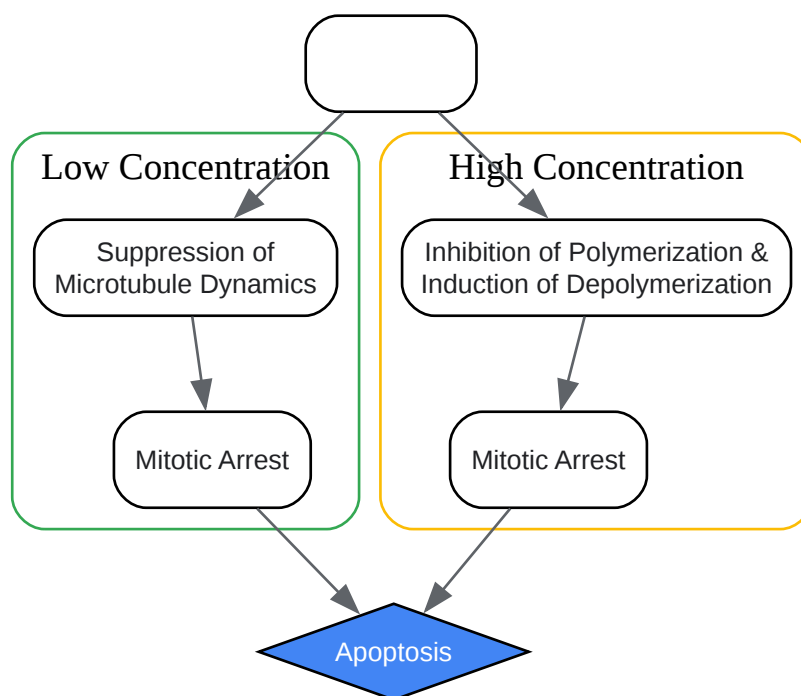 Low Concentration
High Concentration
Suppression of
Microtubule Dynamics
Inhibition of Polymerization &
Induction of Depolymerization
Mitotic Arrest
Mitotic Arrest
Apoptosis